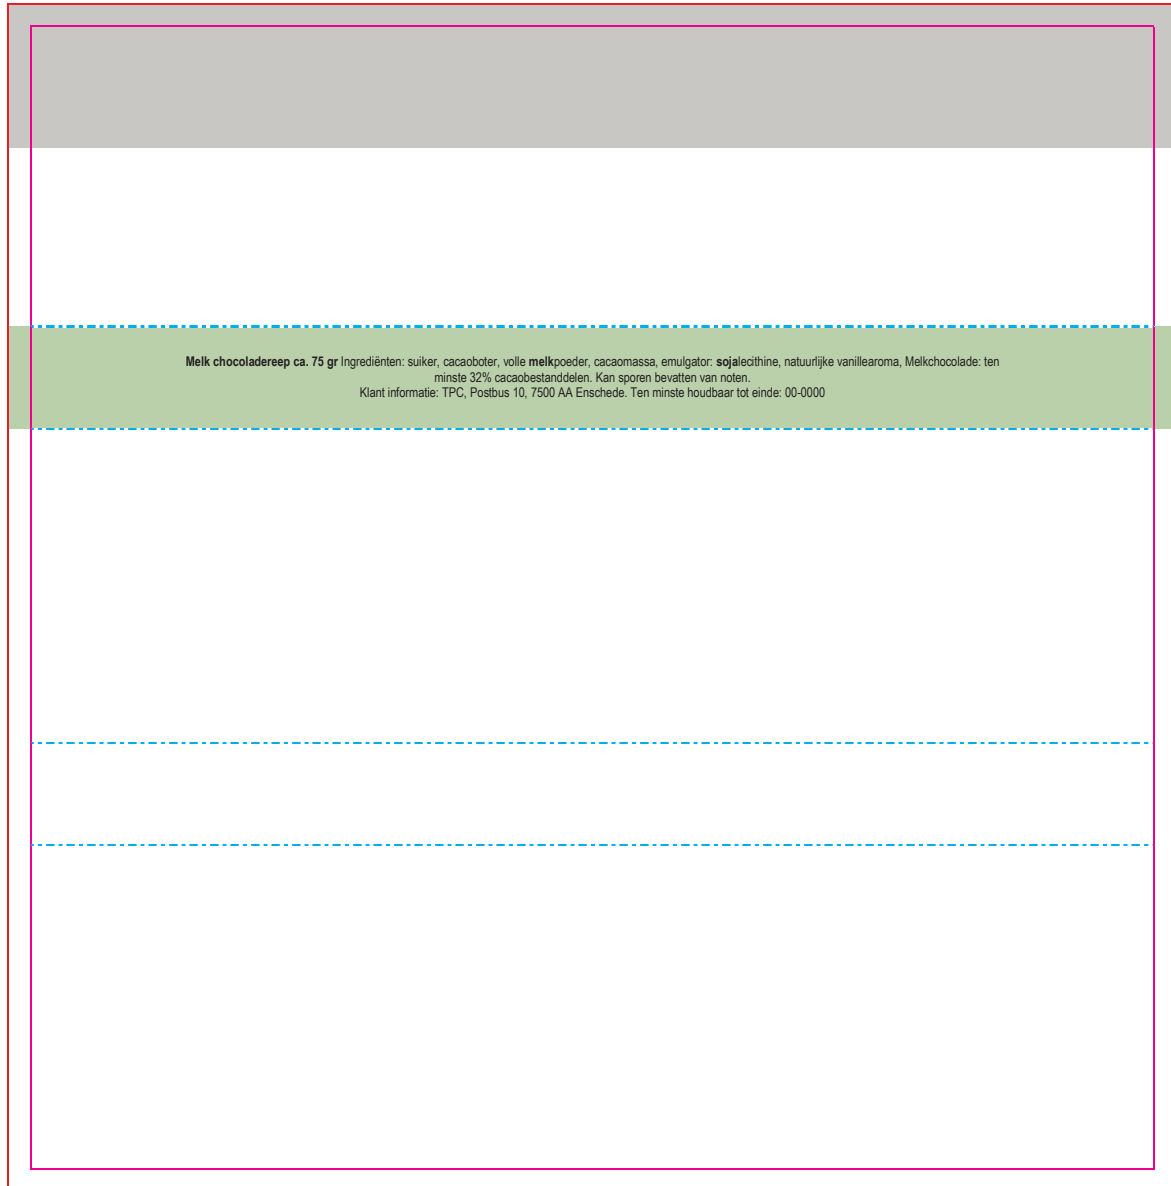 Melk chocoladereep ca. 75 gr Ingrediënten: suiker, cacaoboter, volle melkpoeder, cacaomassa, emulgator: sojalecithine, natuurlijke vanillearoma, Melkchocolade: ten
minste 32% cacaobestanddelen. Kan sporen bevatten van noten.
Klant informatie: TPC, Postbus 10, 7500 AA Enschede. Ten minste houdbaar tot einde: 00-0000